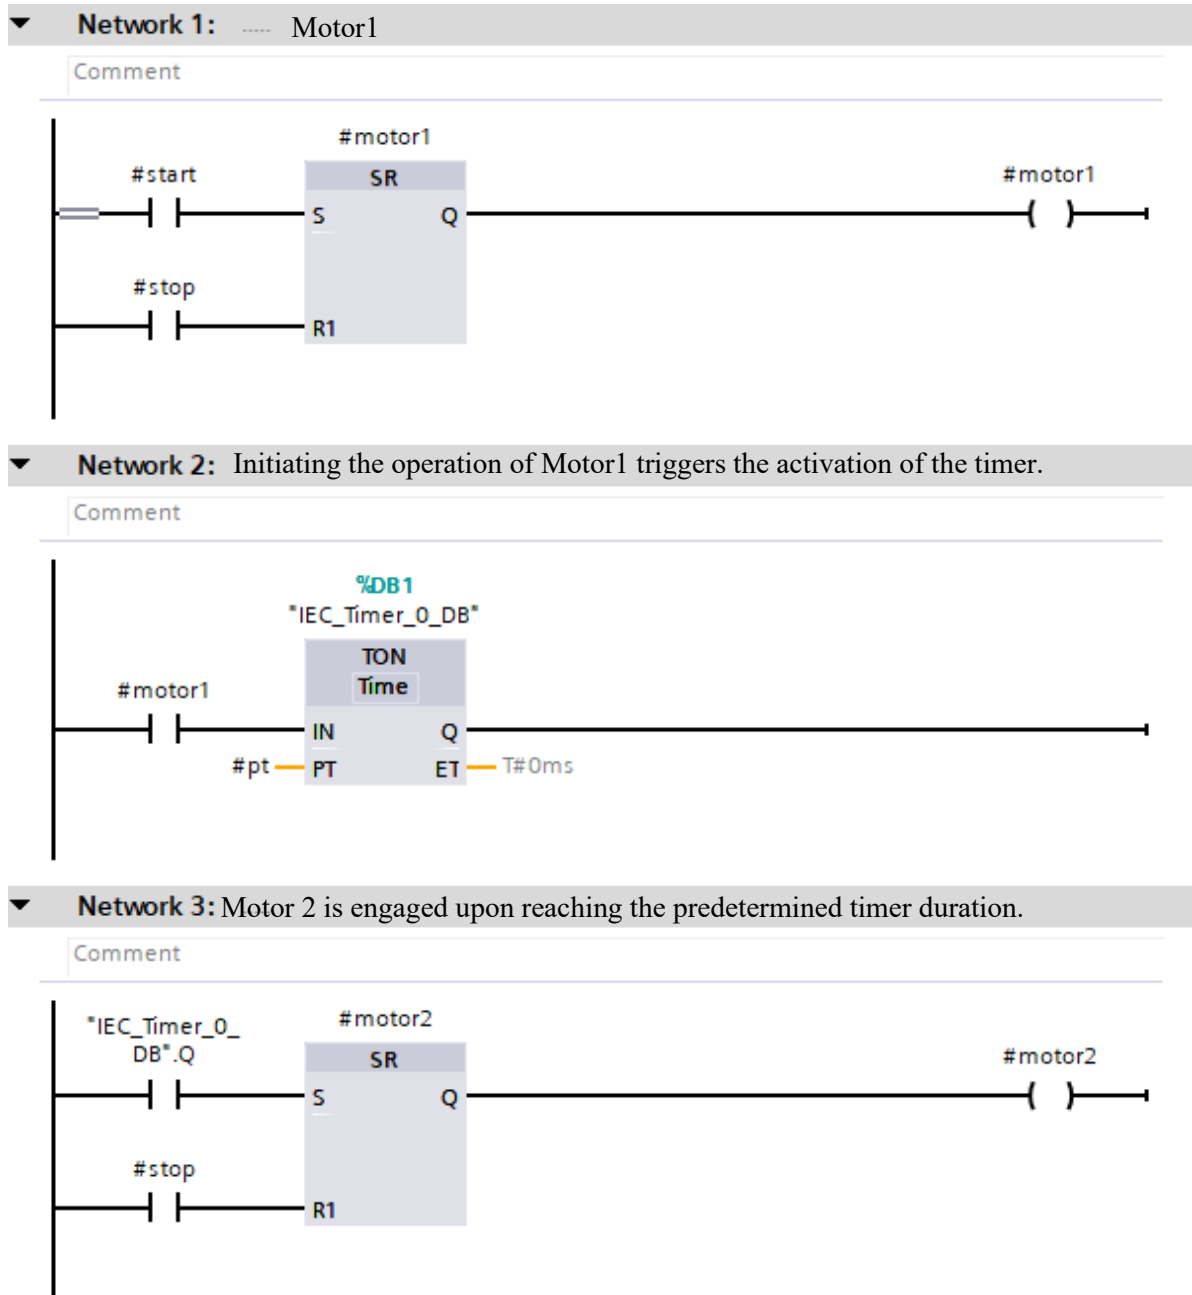 Network 1: ..... Motor1
Comment
#motor1
#start
SR
#motor1
S Q
#stop
R1
Network 2: Initiating the operation of Motor1 triggers the activation of the timer.
Comment
%DB1
"IEC_Timer_0_DB"
TON
Time
#motor1
IN Q
#pt PT ET T#0ms
Network 3: Motor 2 is engaged upon reaching the predetermined timer duration.
Comment
"IEC_Timer_0_
DB".Q
#motor2
SR
#motor2
S Q
#stop
R1